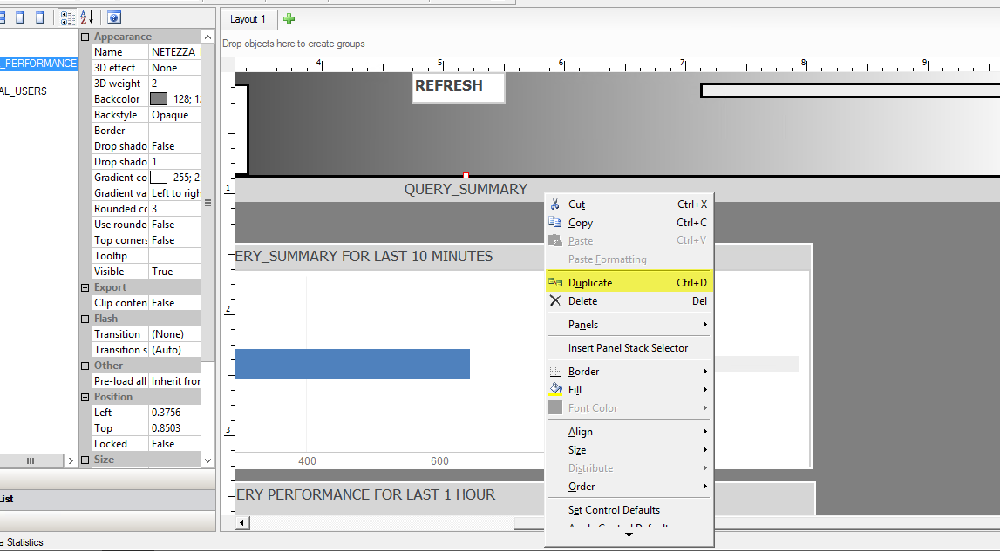 Layout 1
Drop objects here to create groups
_PERFORMANCE
AL_USERS
Appearance
Name NETEZZA_
3D effect None
3D weight 2
Backcolor 128; 1
Backstyle Opaque
Border
Drop shado False
Drop shado 1
Gradient co 255; 2
Gradient va Left to righ
Rounded co 3
Use rounde False
Top corners False
Tooltip
Visible True
Export
Clip conten False
Flash
Transition (None)
Transition s (Auto)
Other
Pre-load all Inherit fror
Position
Left 0.3756
Top 0.8503
Locked False
Size
List
a Statistics
4 5 6 7 8 9
REFRESH
1
QUERY_SUMMARY
ERY_SUMMARY FOR LAST 10 MINUTES
2
3
400 600
ERY PERFORMANCE FOR LAST 1 HOUR
Cut Ctrl+X
Copy Ctrl+C
Paste Ctrl+V
Paste Formatting
Duplicate Ctrl+D
Delete Del
Panels
Insert Panel Stack Selector
Border
Fill
Font Color
Align
Size
Distribute
Order
Set Control Defaults